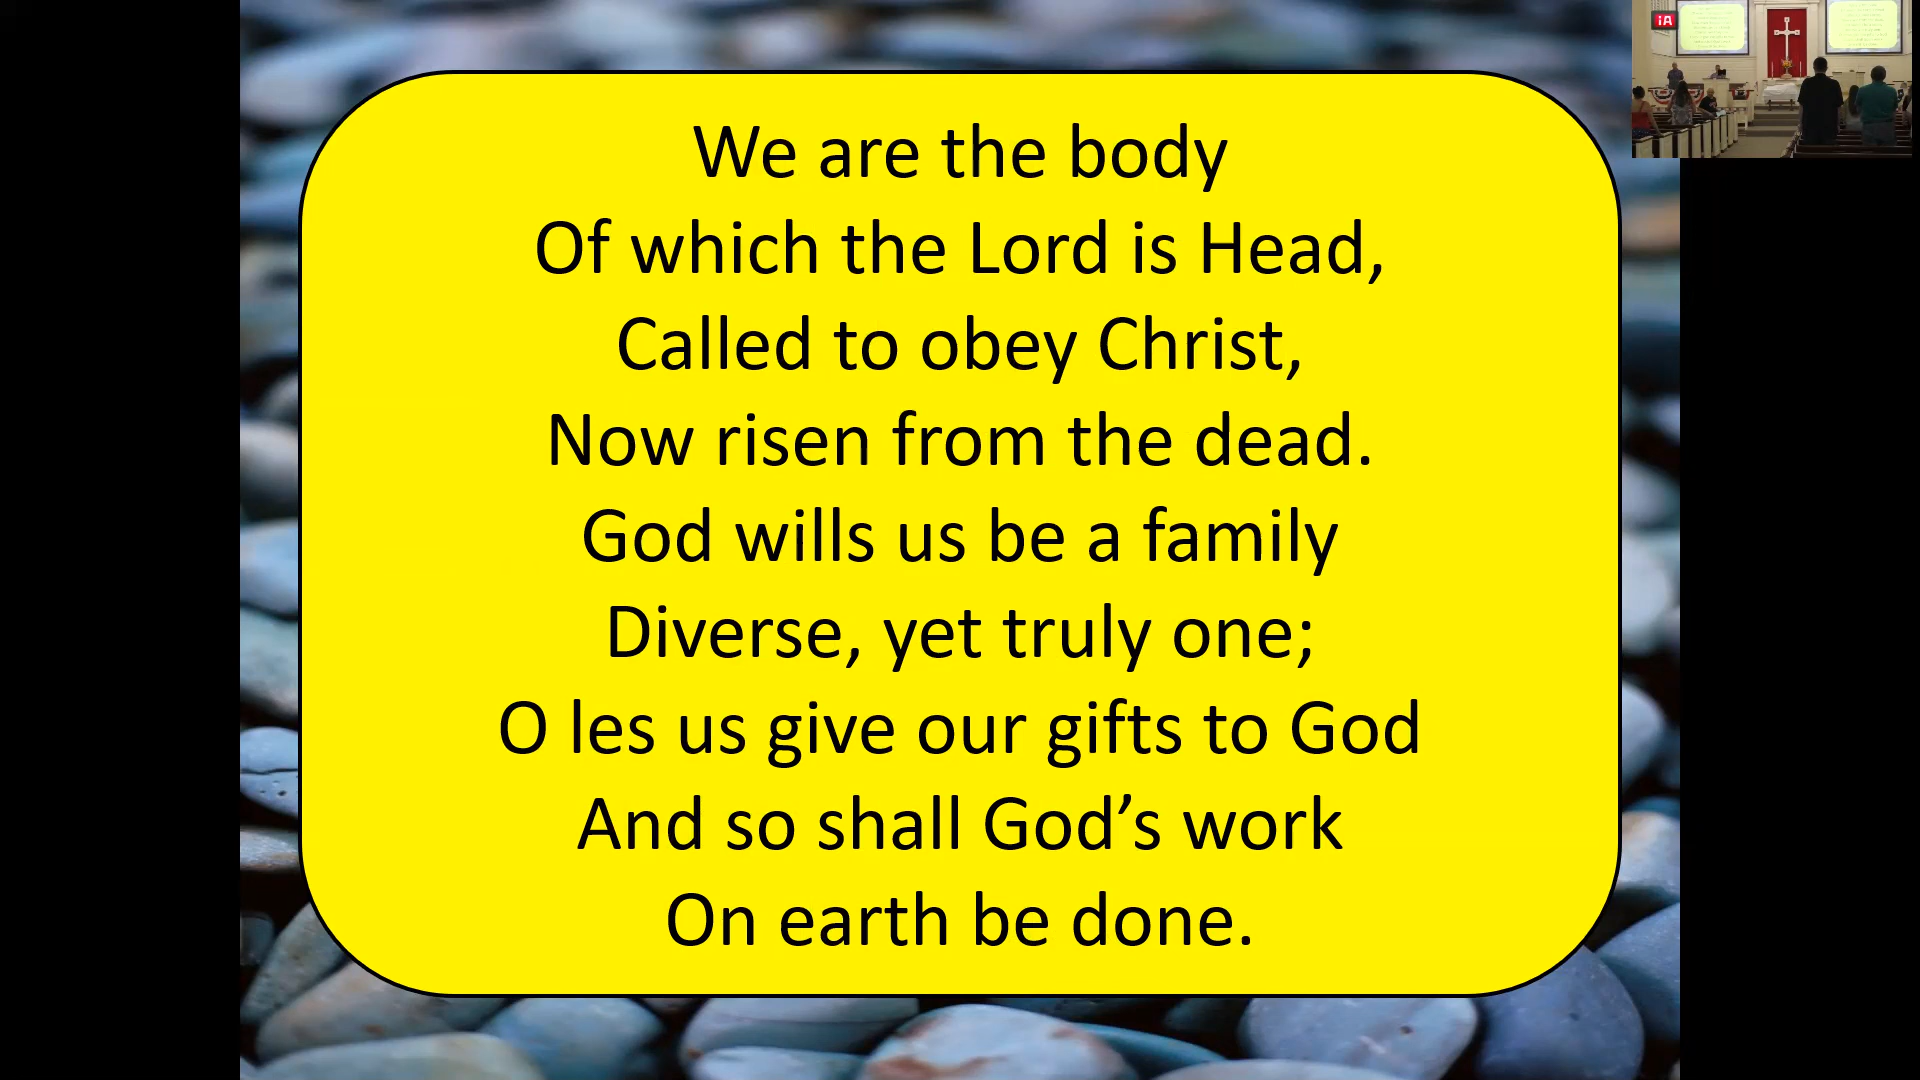 We are the body
Of which the Lord is Head,
Called to obey Christ,
Now risen from the dead.
God wills us be a family
Diverse, yet truly one;
O les us give our gifts to God
And so shall God’s work
On earth be done.
iA